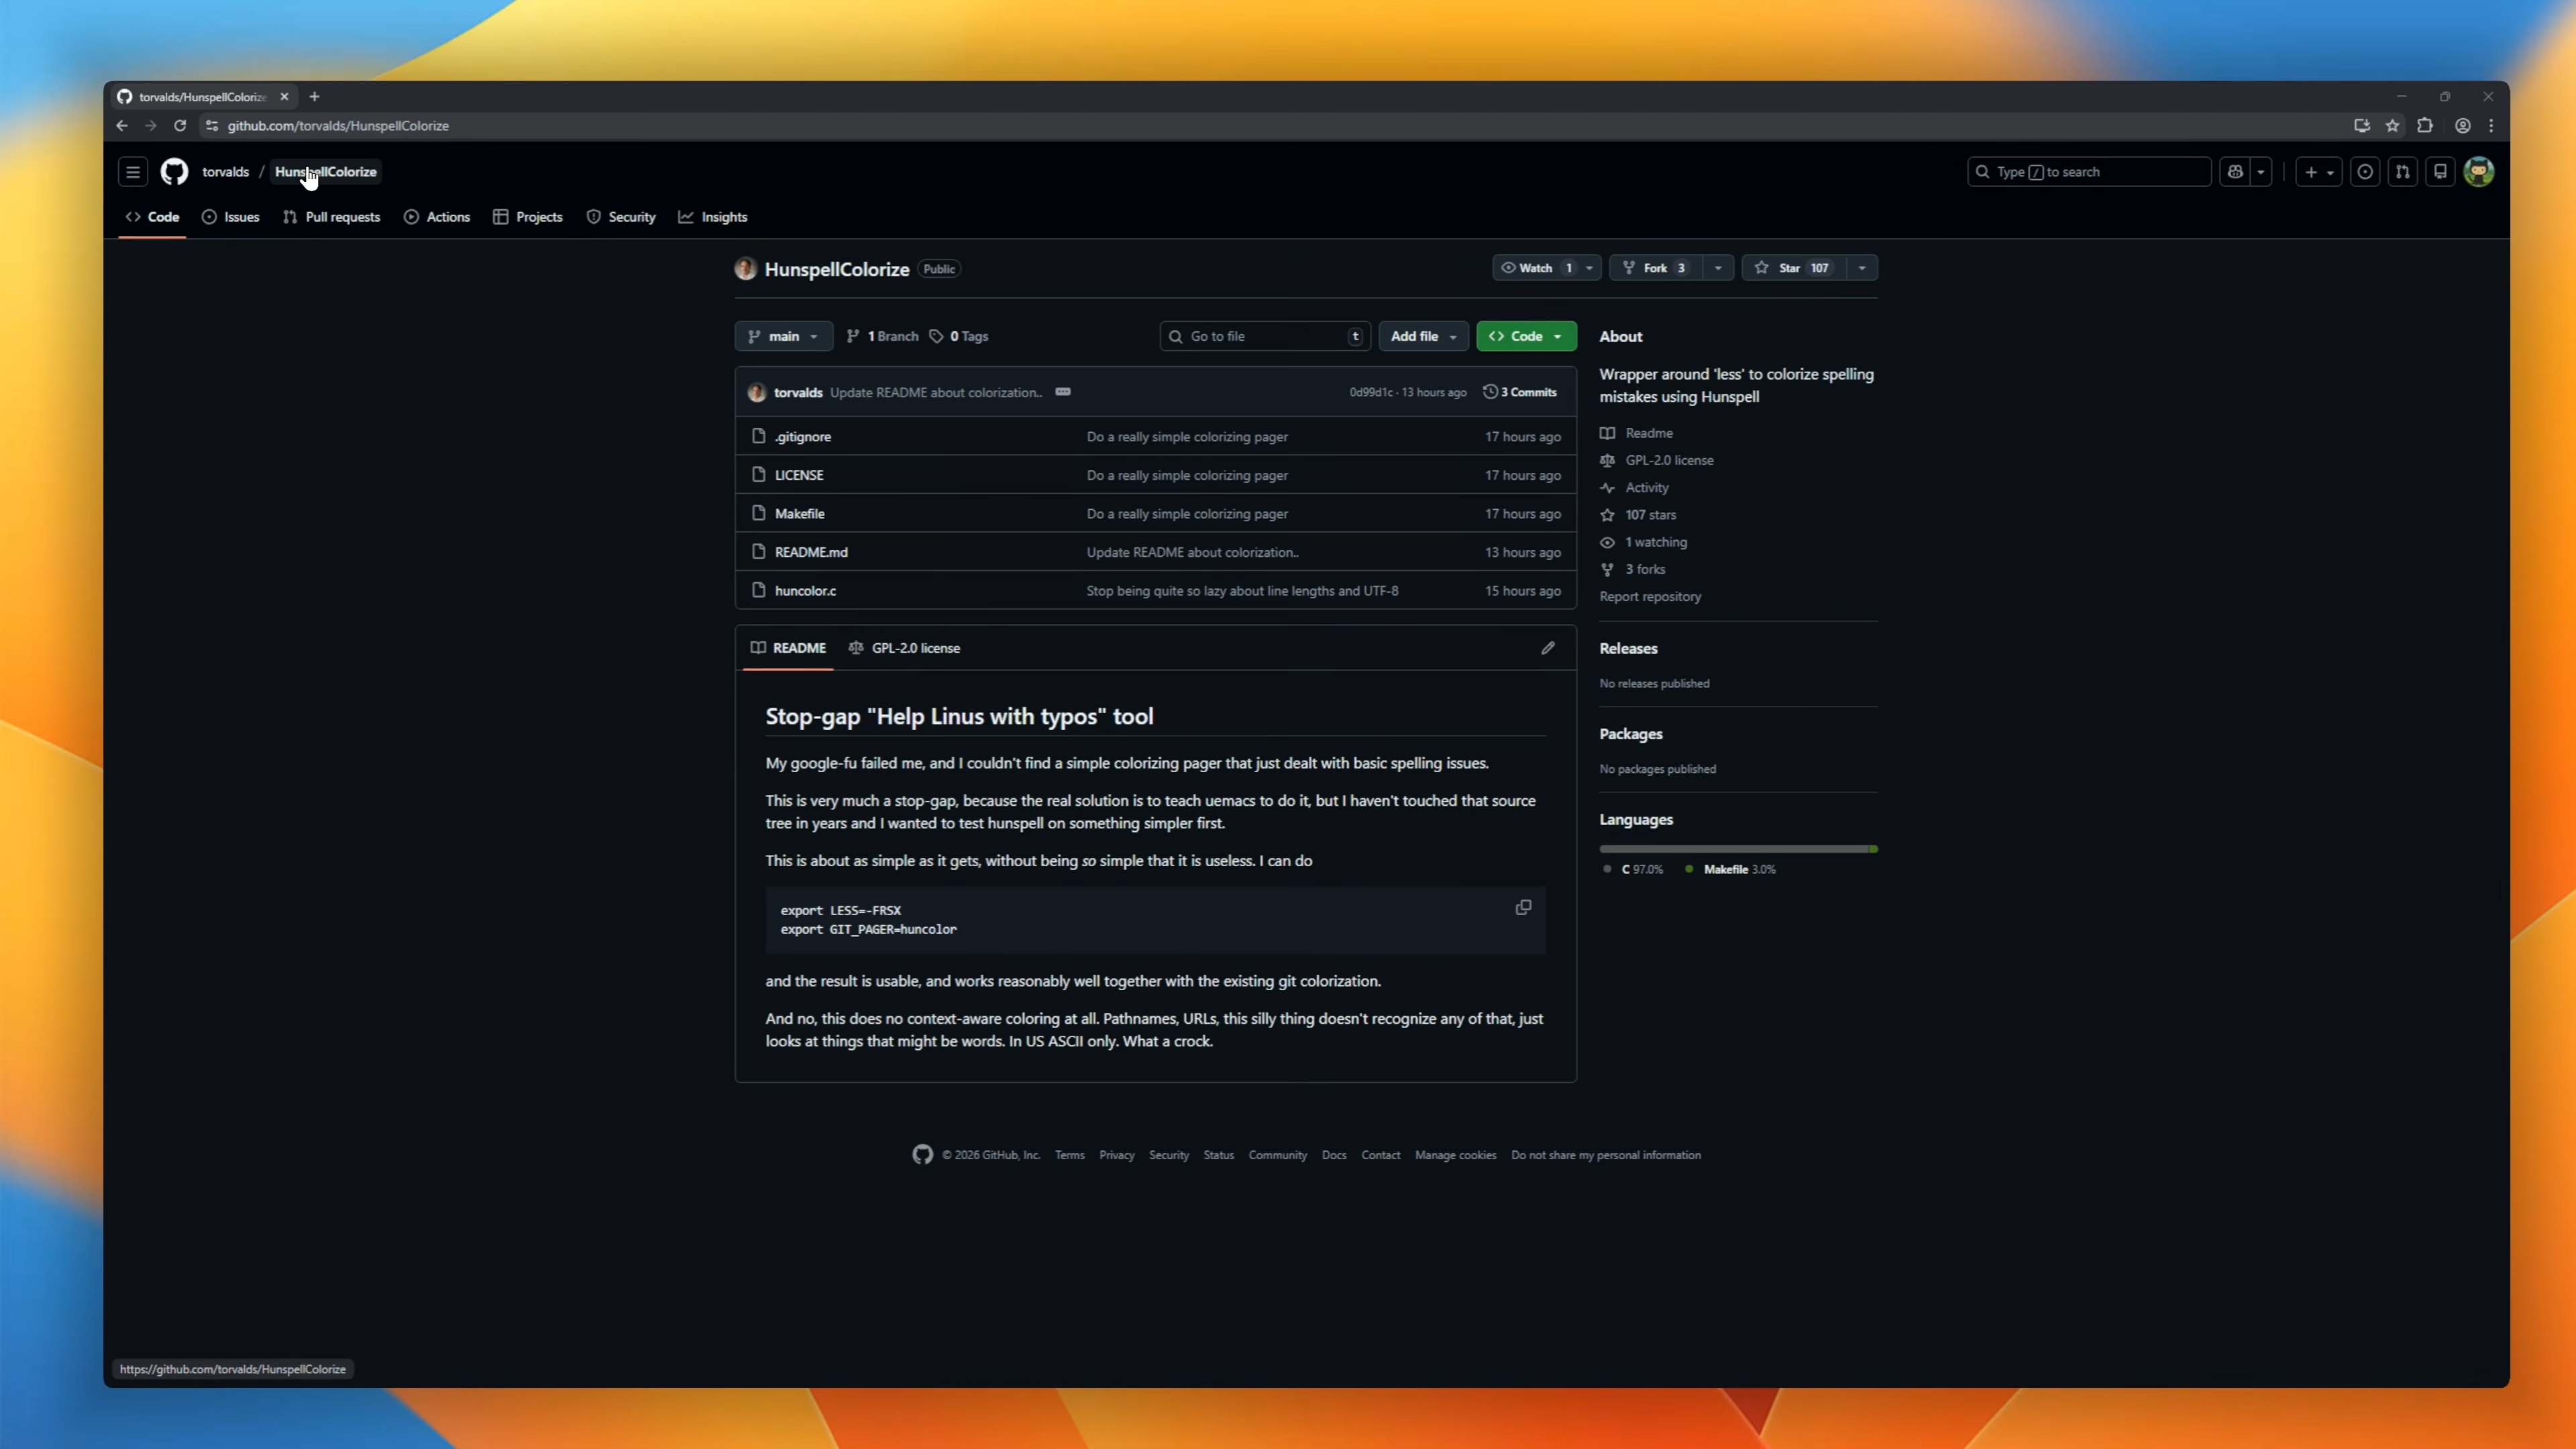 torvalds/HunspellColorize
github.com/torvalds/HunspellColorize
torvalds / HunspellColorize
Type / to search
Code Issues Pull requests Actions Projects Security Insights
HunspellColorize Public
Watch 1 Fork 3 Star 107
main 1 Branch 0 Tags Go to file t Add file Code
torvalds Update README about colorization.. 0d99d1c · 13 hours ago 3 Commits
.gitignore Do a really simple colorizing pager 17 hours ago
LICENSE Do a really simple colorizing pager 17 hours ago
Makefile Do a really simple colorizing pager 17 hours ago
README.md Update README about colorization.. 13 hours ago
huncolor.c Stop being quite so lazy about line lengths and UTF-8 15 hours ago
README GPL-2.0 license
Stop-gap "Help Linus with typos" tool
My google-fu failed me, and I couldn't find a simple colorizing pager that just dealt with basic spelling issues.
This is very much a stop-gap, because the real solution is to teach uemacs to do it, but I haven't touched that source
tree in years and I wanted to test hunspell on something simpler first.
This is about as simple as it gets, without being so simple that it is useless. I can do
export LESS=-FRSX
export GIT_PAGER=huncolor
and the result is usable, and works reasonably well together with the existing git colorization.
And no, this does no context-aware coloring at all. Pathnames, URLs, this silly thing doesn't recognize any of that, just
looks at things that might be words. In US ASCII only. What a crock.
About
Wrapper around 'less' to colorize spelling
mistakes using Hunspell
Readme
GPL-2.0 license
Activity
107 stars
1 watching
3 forks
Report repository
Releases
No releases published
Packages
No packages published
Languages
C 97.0% Makefile 3.0%
© 2026 GitHub, Inc. Terms Privacy Security Status Community Docs Contact Manage cookies Do not share my personal information
https://github.com/torvalds/HunspellColorize